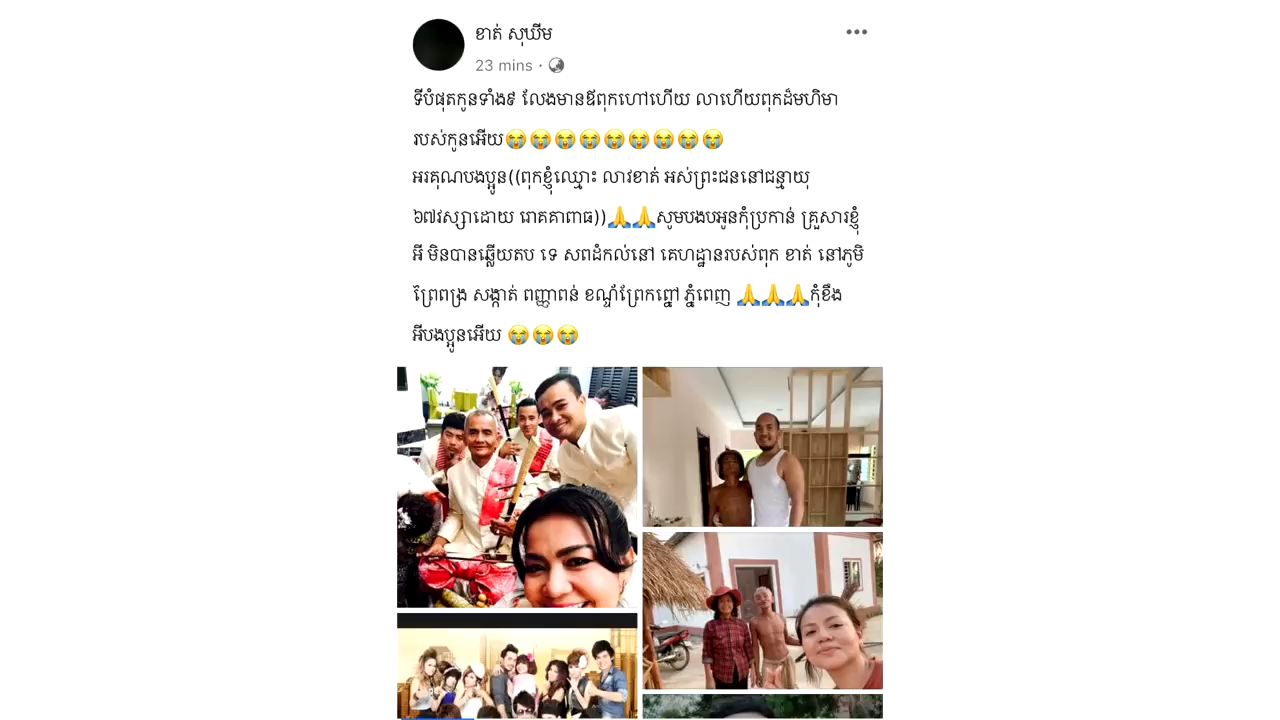 ខាត់ សុឃីម
23 mins ·
ទីបំផុតកូនទាំង៩ លែងមានឪពុកហៅហើយ លាហើយពុកដ៏មហិមា
របស់កូនអើយ😭😭😭😭😭😭😭😭😭
អរគុណបងប្អូន((ពុកខ្ញុំឈ្មោះ លាវខាត់ អស់ព្រះជននៅជន្មាយុ
៦៧វស្សាដោយ រោគគាពាធ))🙏🙏សូមបងបអូនកុំប្រកាន់ គ្រួសារខ្ញុំ
អី មិនបានឆ្លើយតប ទេ សពដំកល់នៅ គេហដ្ឋានរបស់ពុក ខាត់ នៅភូមិ
ព្រៃពង្រ សង្កាត់ ពញ្ញាពន់ ខណ្ឌ័ព្រែកព្នៅ ភ្នំពេញ 🙏🙏🙏កុំខឹង
អីបងប្អូនអើយ 😭😭😭